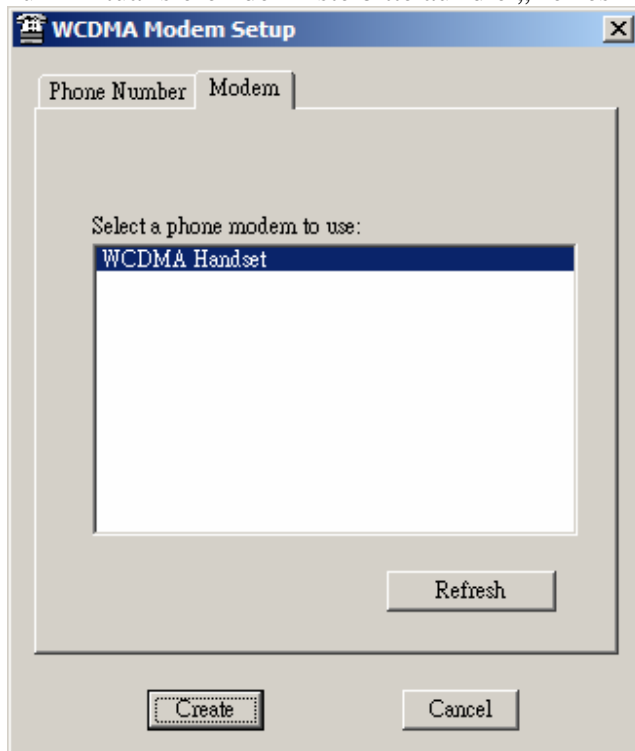 WCDMA Modem Setup
Phone Number
Modem
Select a phone modem to use:
WCDMA Handset
Refresh
Create
Cancel